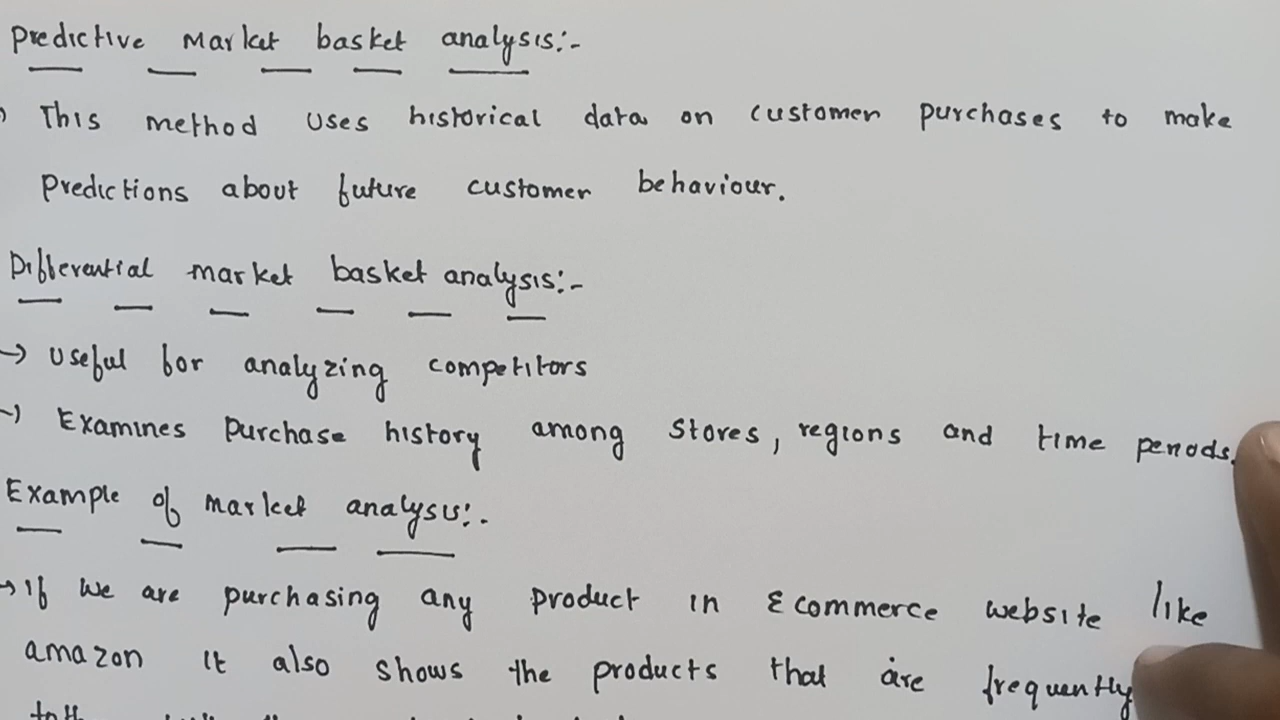 Predictive Market basket analysis:-
This method uses historical data on customer purchases to make
predictions about future customer behaviour.
Differential market basket analysis:-
→ Useful for analyzing competitors
→ Examines purchase history among stores, regions and time periods.
Example of market analysis:-
→ If we are purchasing any product in Ecommerce website like
amazon it also shows the products that are frequently